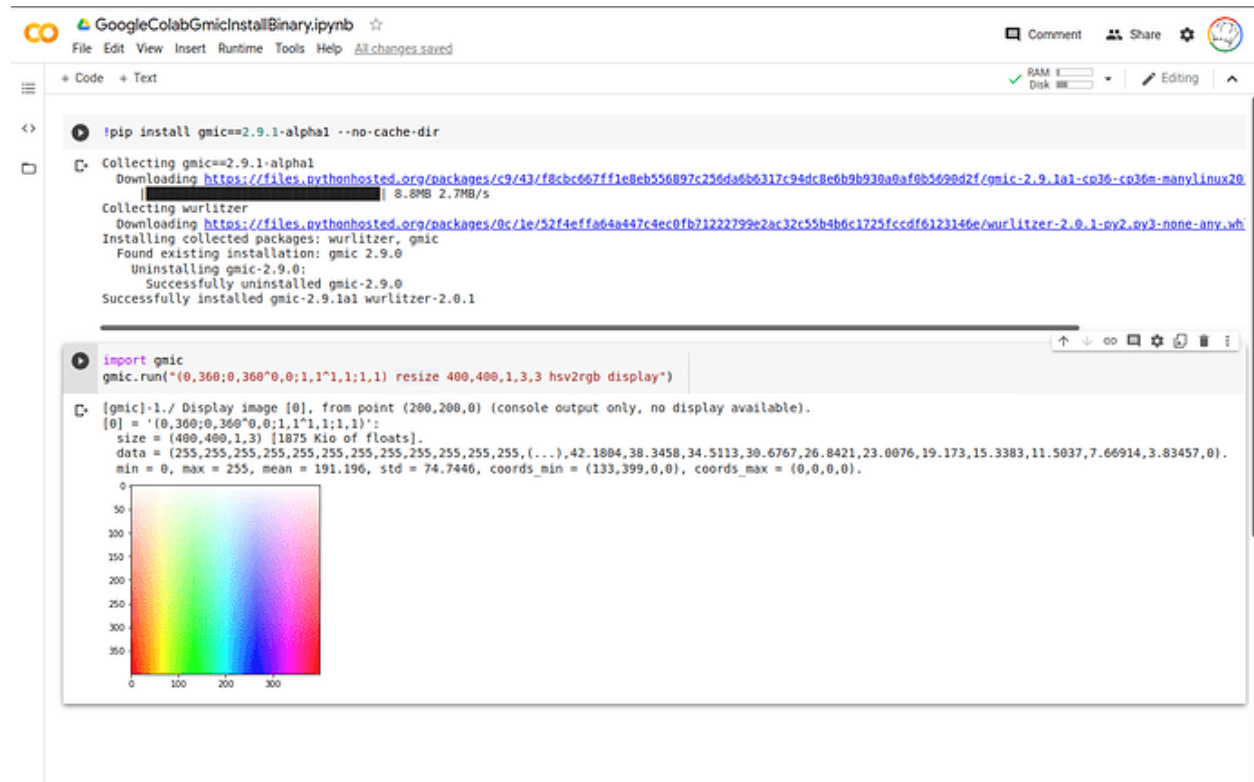 GoogleColabGmicInstallBinary.ipynb
File Edit View Insert Runtime Tools Help All changes saved
Comment Share
+ Code + Text
RAM
Disk
Editing
!pip install gmic==2.9.1-alpha1 --no-cache-dir
Collecting gmic==2.9.1-alpha1
Downloading https://files.pythonhosted.org/packages/c9/43/f8cbc667ff1e8eb556897c256da6b6317c94dc8e6b9b930a0af0b5690d2f/gmic-2.9.1a1-cp36-cp36m-manylinux20
8.8MB 2.7MB/s
Collecting wurlitzer
Downloading https://files.pythonhosted.org/packages/0c/1e/52f4effa64a447c4ec0fb71222799e2ac32c55b4b6c1725fccdf6123146e/wurlitzer-2.0.1-py2.py3-none-any.wh
Installing collected packages: wurlitzer, gmic
Found existing installation: gmic 2.9.0
Uninstalling gmic-2.9.0:
Successfully uninstalled gmic-2.9.0
Successfully installed gmic-2.9.1a1 wurlitzer-2.0.1
import gmic
gmic.run("(0,360;0,360^0,0;1,1^1,1;1,1) resize 400,400,1,3,3 hsv2rgb display")
[gmic]-1./ Display image [0], from point (200,200,0) (console output only, no display available).
[0] = '(0,360;0,360^0,0;1,1^1,1;1,1)':
size = (400,400,1,3) [1875 Kio of floats].
data = (255,255,255,255,255,255,255,255,255,255,255,255,(...),42.1804,38.3458,34.5113,30.6767,26.8421,23.0076,19.173,15.3383,11.5037,7.66914,3.83457,0).
min = 0, max = 255, mean = 191.196, std = 74.7446, coords_min = (133,399,0,0), coords_max = (0,0,0,0).
0
50
100
150
200
250
300
350
0 100 200 300